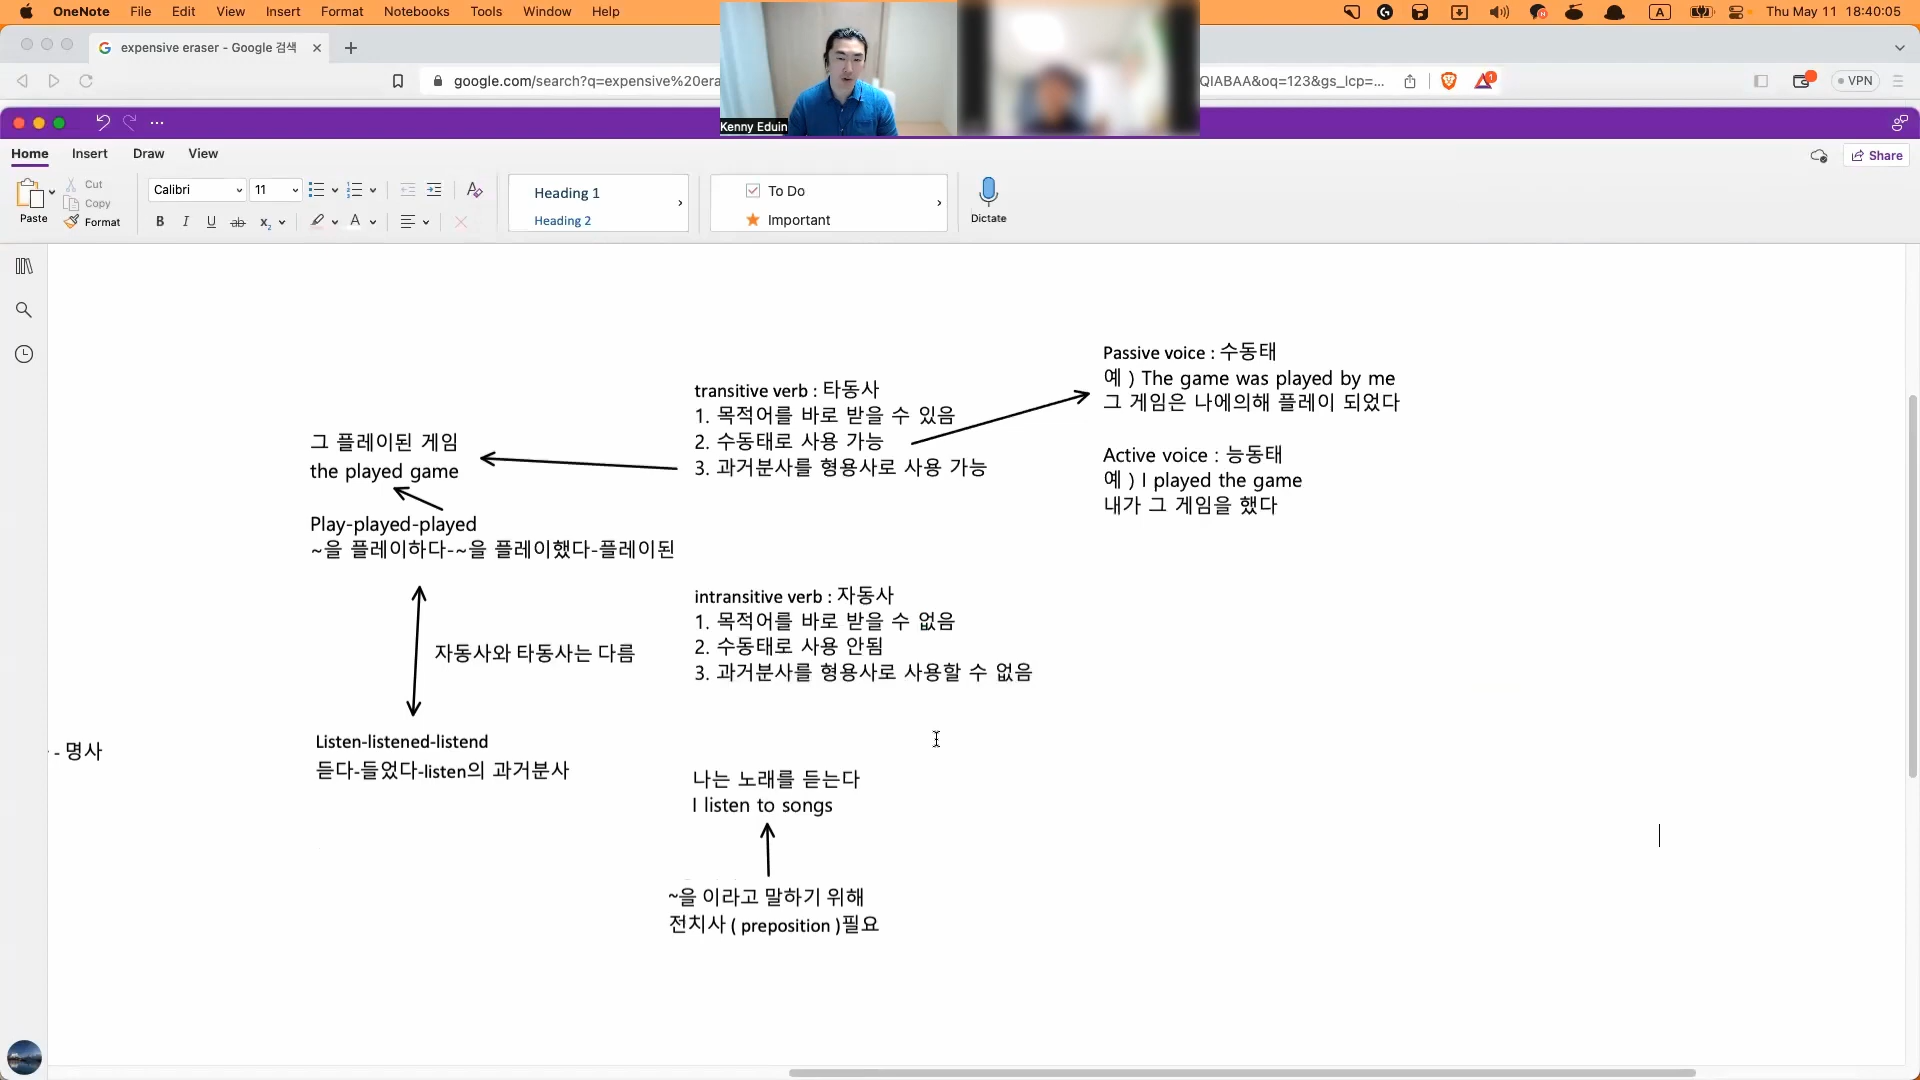 OneNote File Edit View Insert Format Notebooks Tools Window Help
A
Thu May 11 18:40:05
expensive eraser - Google 검색
google.com/search?q=expensive%20era
QIABAA&oq=123&gs_lcp=...
1
VPN
Kenny Eduin
Home Insert Draw View
Share
Paste
Cut
Copy
Format
Calibri
11
B I U ab x₂ A
Heading 1
Heading 2
To Do
Important
Dictate
Passive voice : 수동태
예 ) The game was played by me
그 게임은 나에의해 플레이 되었다
Active voice : 능동태
예 ) I played the game
내가 그 게임을 했다
transitive verb : 타동사
1. 목적어를 바로 받을 수 있음
2. 수동태로 사용 가능
3. 과거분사를 형용사로 사용 가능
그 플레이된 게임
the played game
Play-played-played
~을 플레이하다-~을 플레이했다-플레이된
intransitive verb : 자동사
1. 목적어를 바로 받을 수 없음
2. 수동태로 사용 안됨
3. 과거분사를 형용사로 사용할 수 없음
자동사와 타동사는 다름
Listen-listened-listend
듣다-들었다-listen의 과거분사
- 명사
나는 노래를 듣는다
I listen to songs
~을 이라고 말하기 위해
전치사 ( preposition )필요